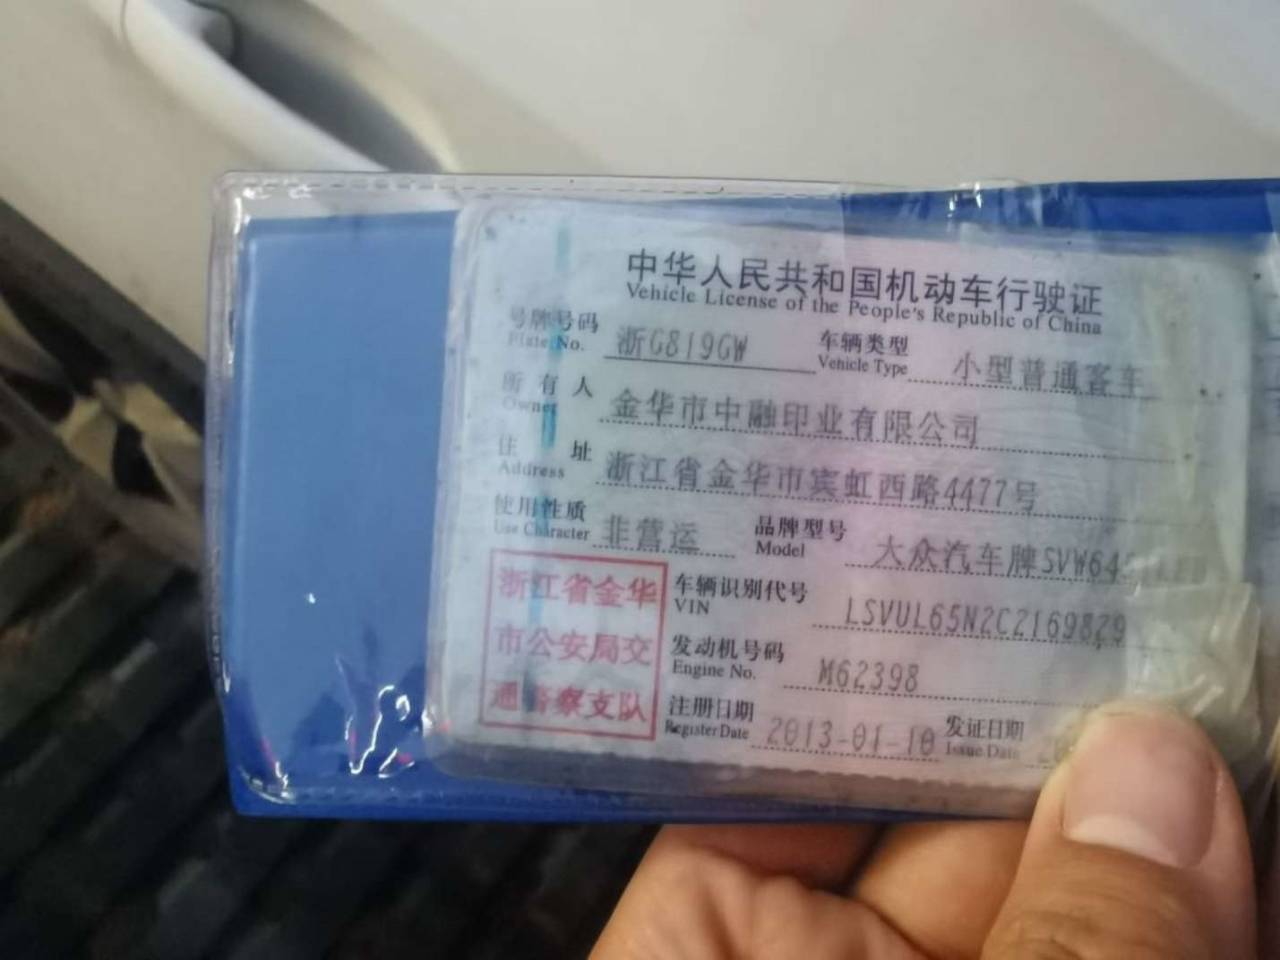 中华人民共和国机动车行驶证
Vehicle License of the People's Republic of China
号牌号码 浙G819GW 车辆类型 小型普通客车
Plate No. Vehicle Type
所有人 金华市中融印业有限公司
Owner
住址 浙江省金华市宾虹西路4477号
Address
使用性质 非营运 品牌型号 大众汽车牌SVW64
Use Character Model
浙江省金华 车辆识别代号 LSVUL65N2C2169829
VIN
市公安局交 发动机号码 M62398
Engine No.
通警察支队 注册日期 2013-01-10 发证日期
Register Date Issue Date